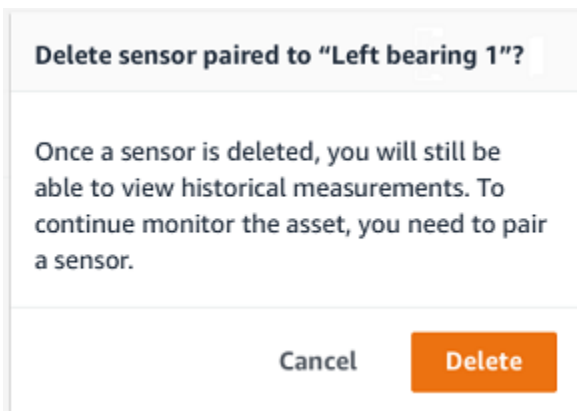 Delete sensor paired to “Left bearing 1”?
Once a sensor is deleted, you will still be
able to view historical measurements. To
continue monitor the asset, you need to pair
a sensor.
Cancel
Delete